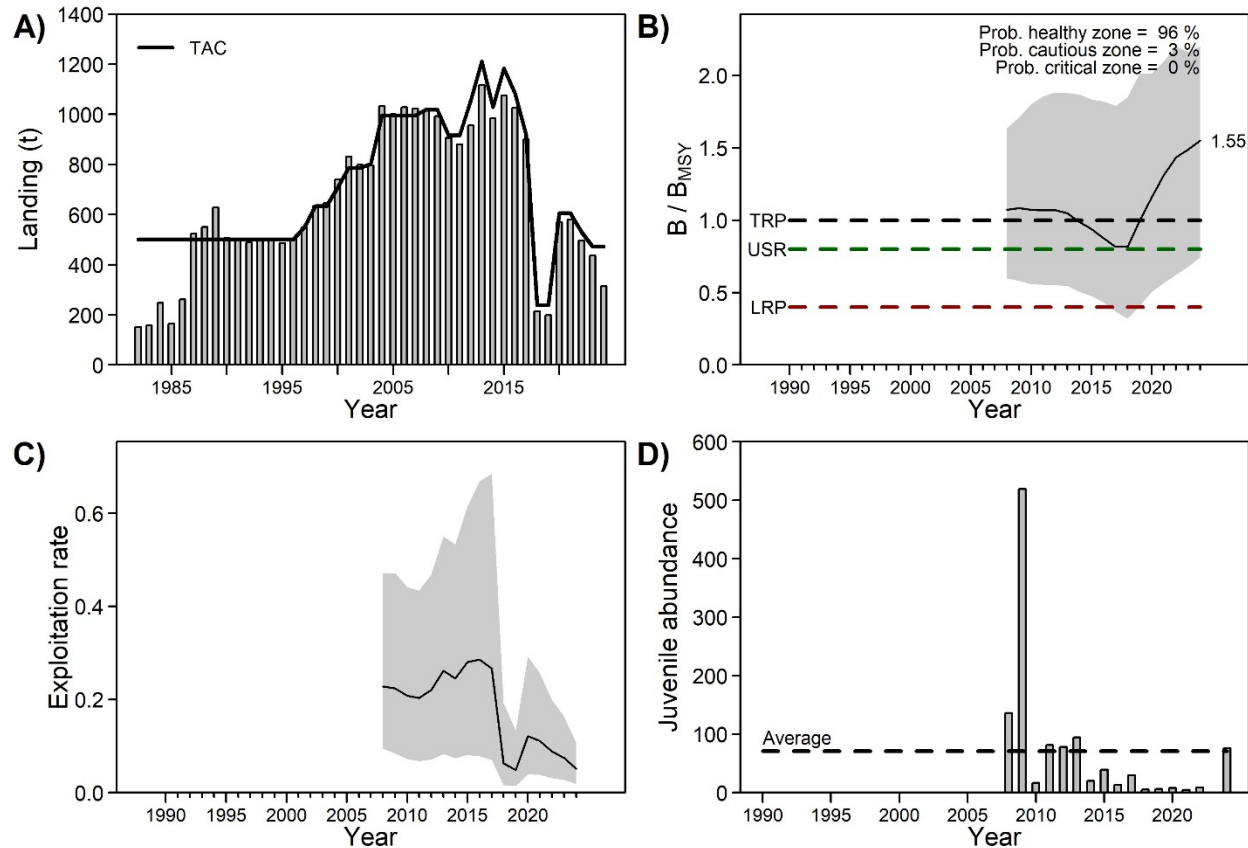 A)
TAC
1400
1200
1000
800
600
400
200
0
Landing (t)
1985 1995 2005 2015
Year
B)
Prob. healthy zone = 96 %
Prob. cautious zone = 3 %
Prob. critical zone = 0 %
2.0
1.5
1.0
0.5
0.0
B / BMSY
1.55
TRP
USR
LRP
1990 1995 2000 2005 2010 2015 2020
Year
C)
0.6
0.4
0.2
0.0
Exploitation rate
1990 1995 2000 2005 2010 2015 2020
Year
D)
600
500
400
300
200
100
0
Juvenile abundance
Average
1990 1995 2000 2005 2010 2015 2020
Year